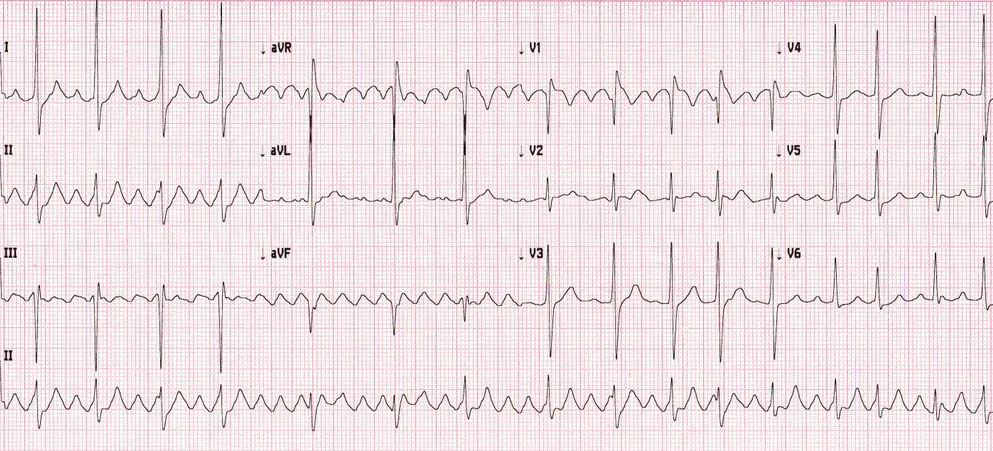 I ↓ aVR ↓ V1 ↓ V4
II ↓ aVL ↓ V2 ↓ V5
III ↓ aVF ↓ V3 ↓ V6
II